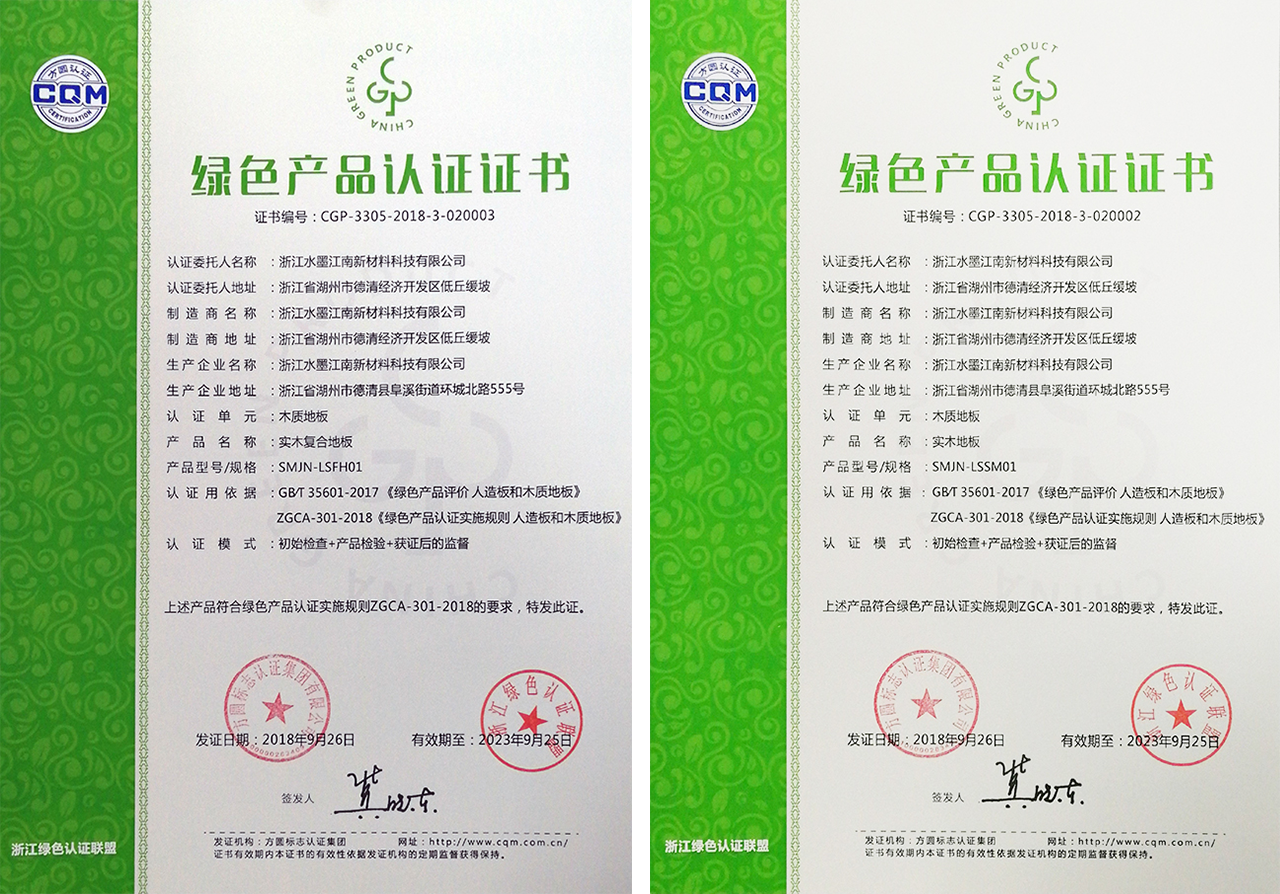 方圆认证
CQM
CERTIFICATION
CHINA GREEN PRODUCT
CGP
绿色产品认证证书
证书编号：CGP-3305-2018-3-020003
认证委托人名称：浙江水墨江南新材料科技有限公司
认证委托人地址：浙江省湖州市德清经济开发区低丘缓坡
制造商名称：浙江水墨江南新材料科技有限公司
制造商地址：浙江省湖州市德清经济开发区低丘缓坡
生产企业名称：浙江水墨江南新材料科技有限公司
生产企业地址：浙江省湖州市德清县阜溪街道环城北路555号
认证单元：木质地板
产品名称：实木复合地板
产品型号/规格：SMJN-LSFH01
认证用依据：GB/T 35601-2017《绿色产品评价 人造板和木质地板》
ZGCA-301-2018《绿色产品认证实施规则 人造板和木质地板》
认证模式：初始检查+产品检验+获证后的监督
上述产品符合绿色产品认证实施规则ZGCA-301-2018的要求，特发此证。
方圆标志认证集团有限公司
浙江绿色认证联盟
发证日期：2018年9月26日 有效期至：2023年9月25日
签发人
发证机构：方圆标志认证集团 网址：http://www.cqm.com.cn/
证书有效期内本证书的有效性依据发证机构的定期监督获得保持。
浙江绿色认证联盟
方圆认证
CQM
CERTIFICATION
CHINA GREEN PRODUCT
CGP
绿色产品认证证书
证书编号：CGP-3305-2018-3-020002
认证委托人名称：浙江水墨江南新材料科技有限公司
认证委托人地址：浙江省湖州市德清经济开发区低丘缓坡
制造商名称：浙江水墨江南新材料科技有限公司
制造商地址：浙江省湖州市德清经济开发区低丘缓坡
生产企业名称：浙江水墨江南新材料科技有限公司
生产企业地址：浙江省湖州市德清县阜溪街道环城北路555号
认证单元：木质地板
产品名称：实木地板
产品型号/规格：SMJN-LSSM01
认证用依据：GB/T 35601-2017《绿色产品评价 人造板和木质地板》
ZGCA-301-2018《绿色产品认证实施规则 人造板和木质地板》
认证模式：初始检查+产品检验+获证后的监督
上述产品符合绿色产品认证实施规则ZGCA-301-2018的要求，特发此证。
方圆标志认证集团有限公司
浙江绿色认证联盟
发证日期：2018年9月26日 有效期至：2023年9月25日
签发人
发证机构：方圆标志认证集团 网址：http://www.cqm.com.cn/
证书有效期内本证书的有效性依据发证机构的定期监督获得保持。
浙江绿色认证联盟